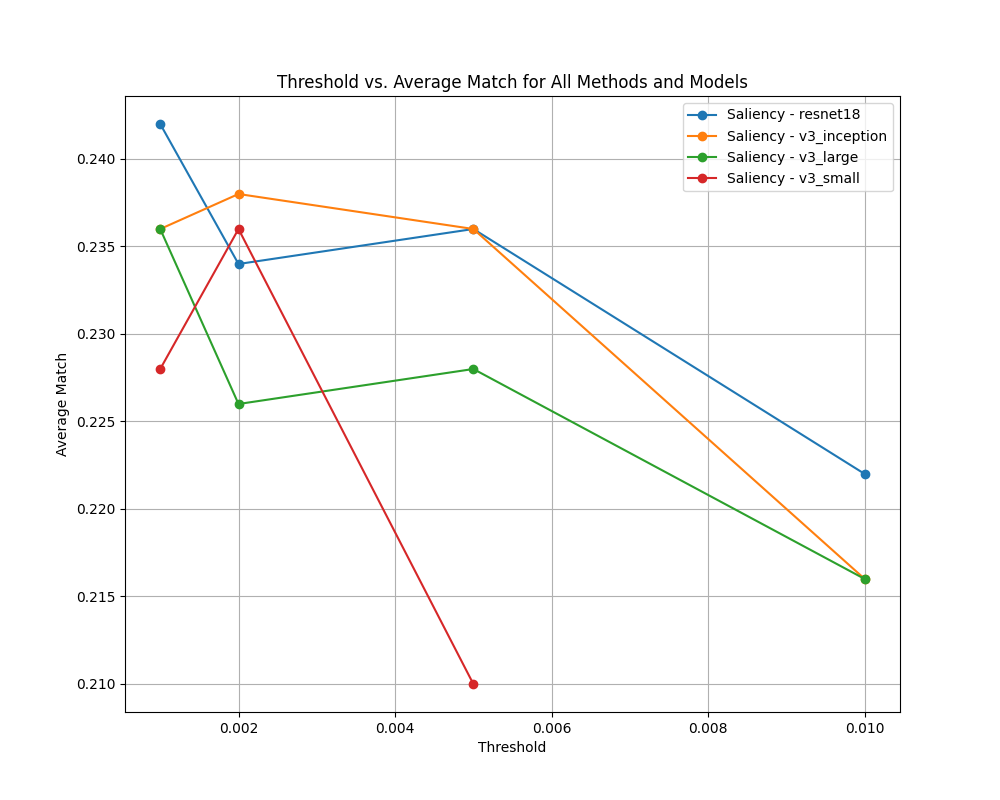 Threshold vs. Average Match for All Methods and Models
Saliency - resnet18
Saliency - v3_inception
Saliency - v3_large
Saliency - v3_small
Average Match
0.240
0.235
0.230
0.225
0.220
0.215
0.210
0.002 0.004 0.006 0.008 0.010
Threshold